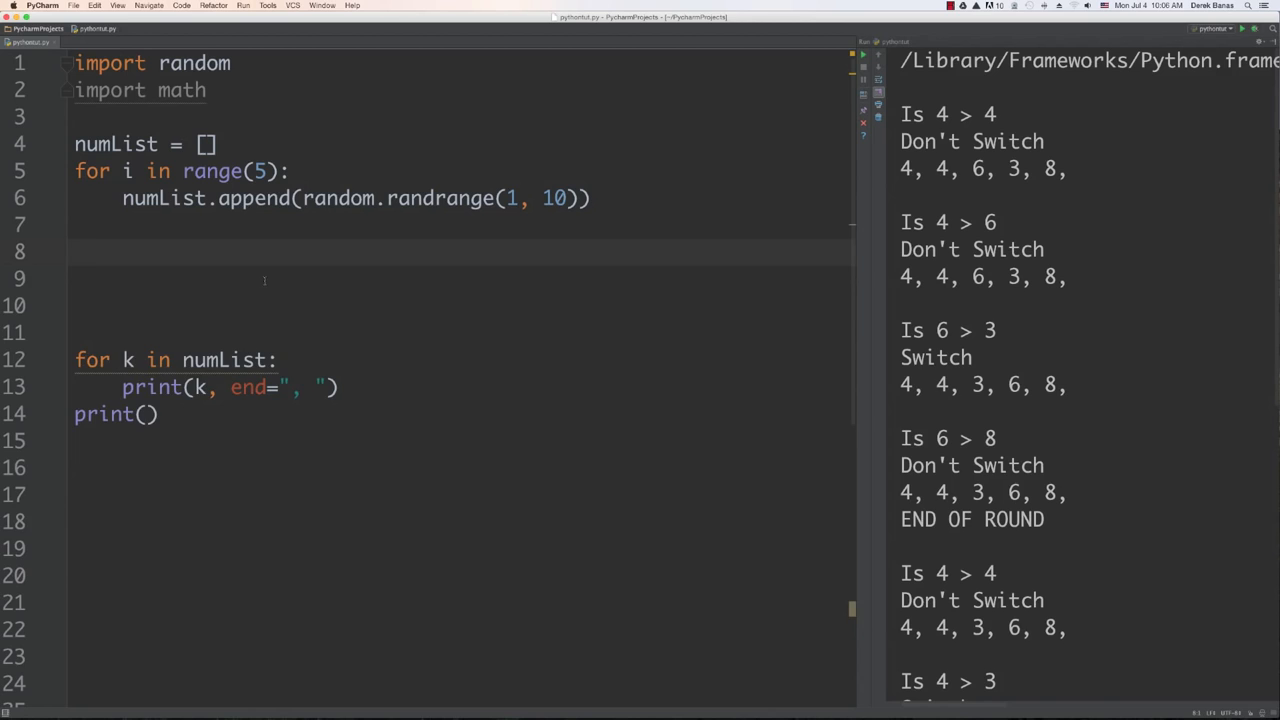 PyCharm File Edit View Navigate Code Refactor Run Tools VCS Window Help 10 Mon Jul 4 10:06 AM Derek Banas
pythontut.py - PyCharmProjects - [~/PycharmProjects]
PycharmProjects pythontut.py pythontut
pythontut.py
1 import random
2 import math
3
4 numList = []
5 for i in range(5):
6 numList.append(random.randrange(1, 10))
7
8
9
10
11
12 for k in numList:
13 print(k, end=", ")
14 print()
15
16
17
18
19
20
21
22
23
24
Run: pythontut
/Library/Frameworks/Python.frame
Is 4 > 4
Don't Switch
4, 4, 6, 3, 8,
Is 4 > 6
Don't Switch
4, 4, 6, 3, 8,
Is 6 > 3
Switch
4, 4, 3, 6, 8,
Is 6 > 8
Don't Switch
4, 4, 3, 6, 8,
END OF ROUND
Is 4 > 4
Don't Switch
4, 4, 3, 6, 8,
Is 4 > 3
8:1 LF÷ UTF-8÷